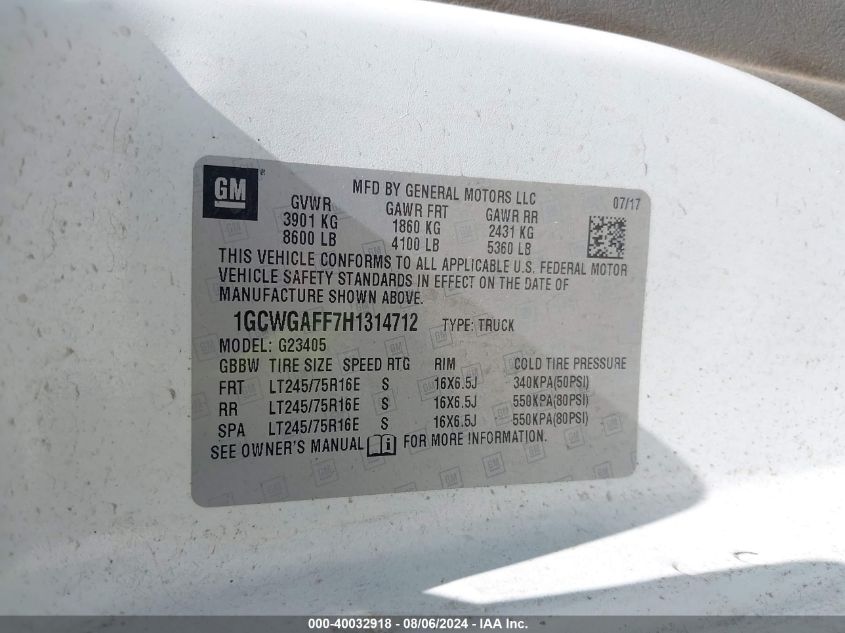 GM ® MFD BY GENERAL MOTORS LLC 07/17
GVWR GAWR FRT GAWR RR
3901 KG 1860 KG 2431 KG
8600 LB 4100 LB 5360 LB
THIS VEHICLE CONFORMS TO ALL APPLICABLE U.S. FEDERAL MOTOR
VEHICLE SAFETY STANDARDS IN EFFECT ON THE DATE OF
MANUFACTURE SHOWN ABOVE.
1GCWGAFF7H1314712 TYPE: TRUCK
MODEL: G23405
GBBW TIRE SIZE SPEED RTG RIM COLD TIRE PRESSURE
FRT LT245/75R16E S 16X6.5J 340KPA(50PSI)
RR LT245/75R16E S 16X6.5J 550KPA(80PSI)
SPA LT245/75R16E S 16X6.5J 550KPA(80PSI)
SEE OWNER'S MANUAL i FOR MORE INFORMATION.
000-40032918 - 08/06/2024 - IAAI Inc.